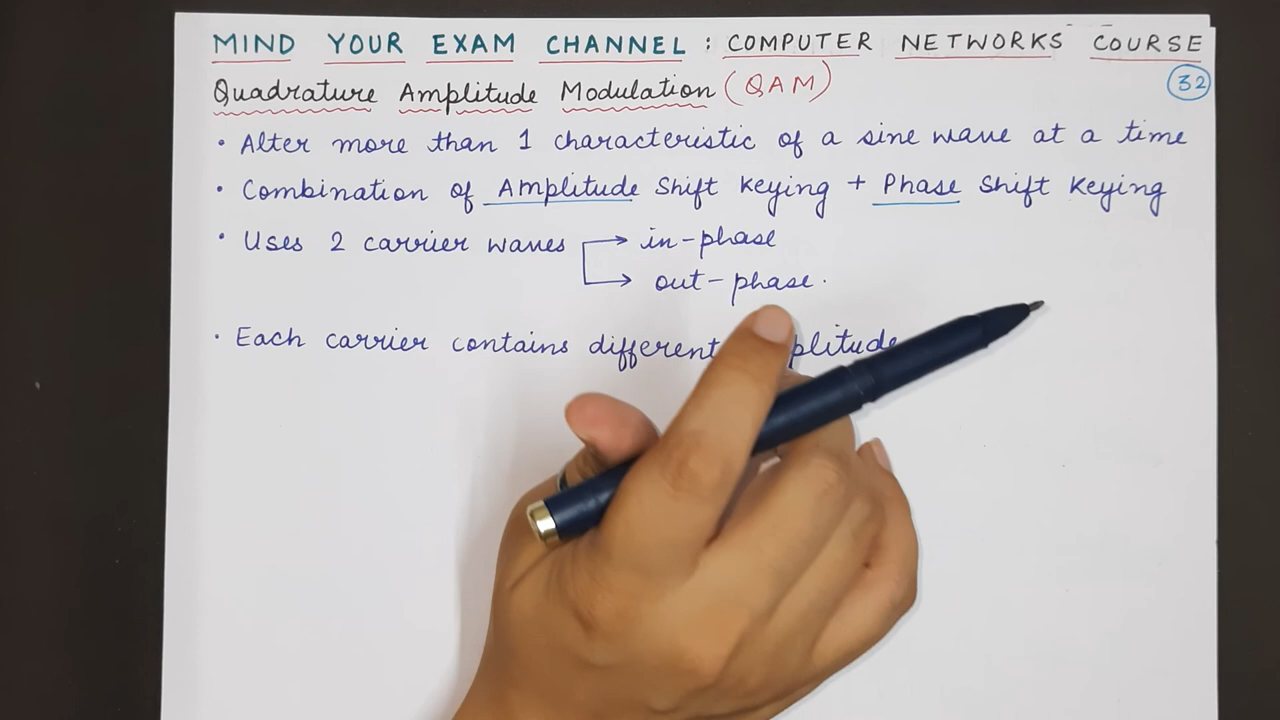 MIND YOUR EXAM CHANNEL : COMPUTER NETWORKS COURSE
Quadrature Amplitude Modulation (QAM) 32
• Alter more than 1 characteristic of a sine wave at a time
• Combination of Amplitude Shift Keying + Phase Shift Keying
• Uses 2 carrier waves → in-phase
→ out-phase.
• Each carrier contains different